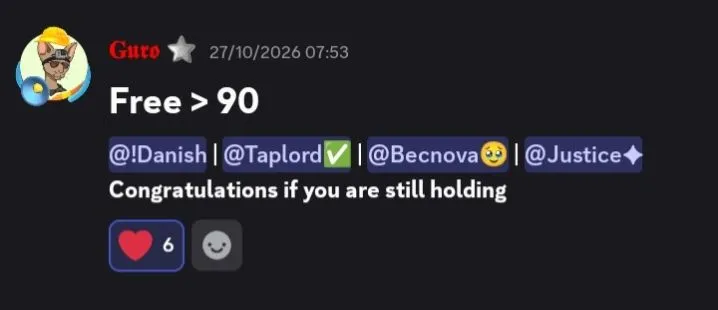 Guro 27/10/2026 07:53
Free > 90
@!Danish | @Taplord✅ | @Becnova🥹 | @Justice✦
Congratulations if you are still holding
❤️ 6